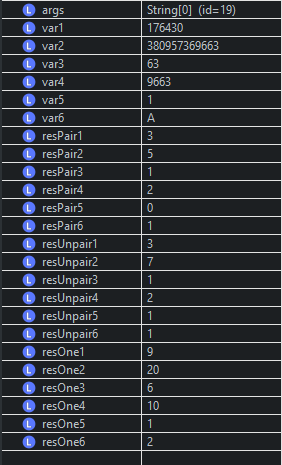 L args String[0] (id=19)
L var1 176430
L var2 380957369663
L var3 63
L var4 9663
L var5 1
L var6 A
L resPair1 3
L resPair2 5
L resPair3 1
L resPair4 2
L resPair5 0
L resPair6 1
L resUnpair1 3
L resUnpair2 7
L resUnpair3 1
L resUnpair4 2
L resUnpair5 1
L resUnpair6 1
L resOne1 9
L resOne2 20
L resOne3 6
L resOne4 10
L resOne5 1
L resOne6 2